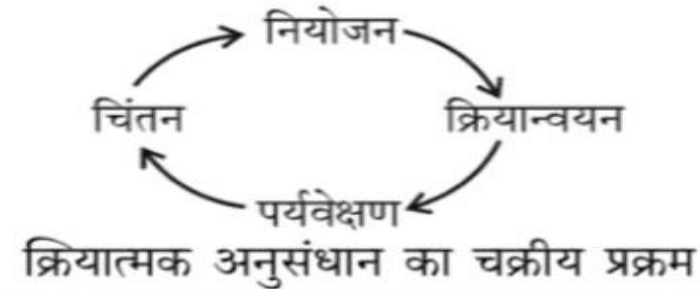 नियोजन
चिंतन
क्रियान्वयन
पर्यवेक्षण
क्रियात्मक अनुसंधान का चक्रीय प्रक्रम